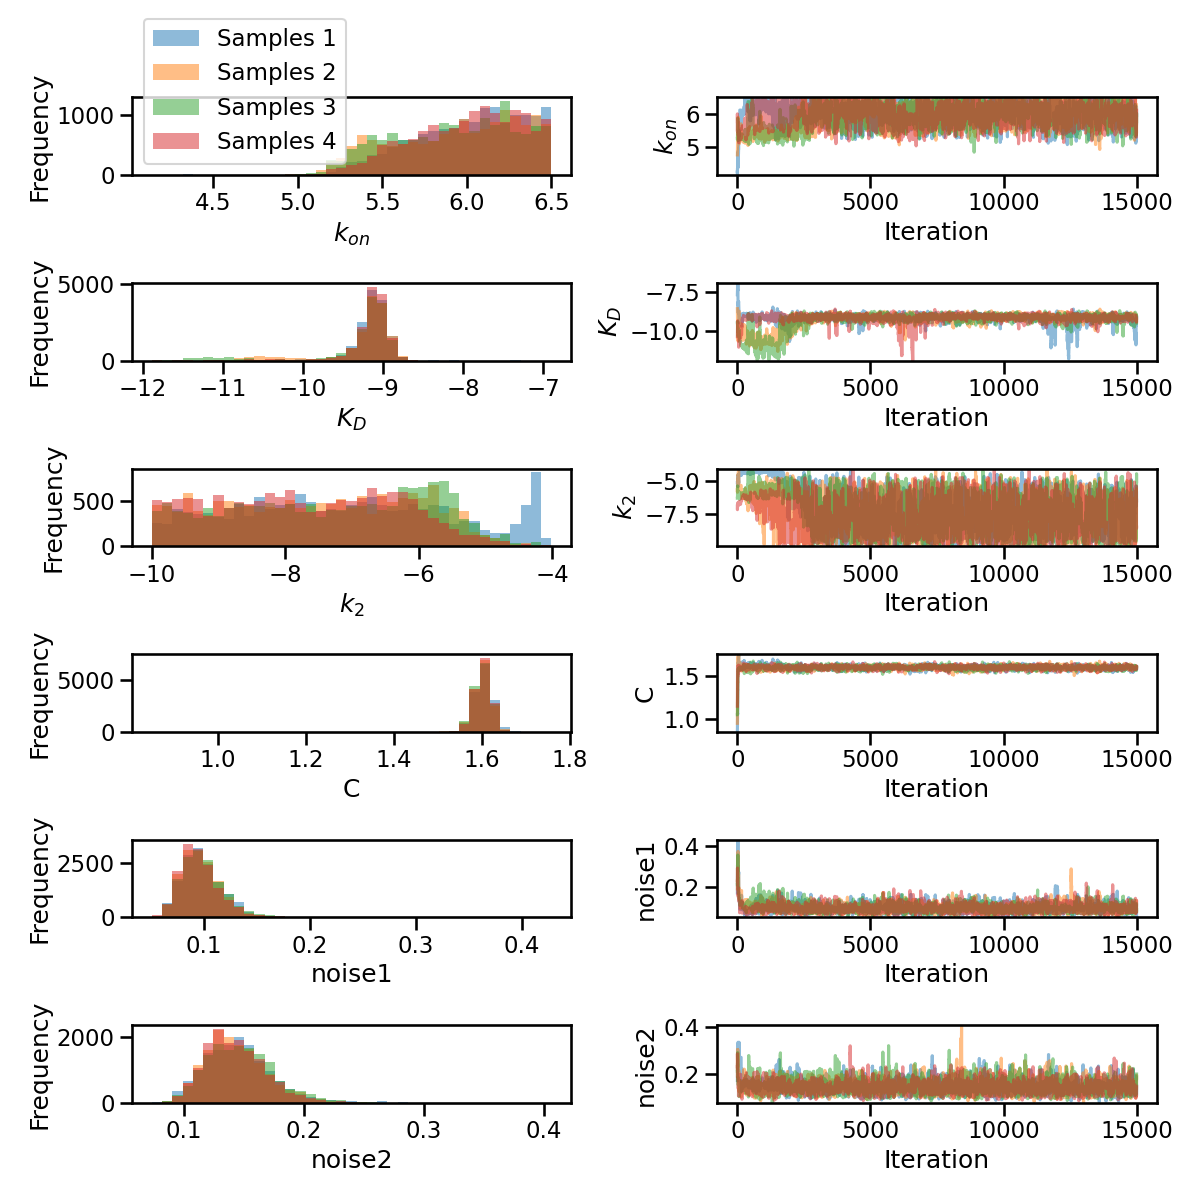 Samples 1
Samples 2
Samples 3
Samples 4
Frequency
1000
0
4.5 5.0 5.5 6.0 6.5
k_on
k_on
6
5
0 5000 10000 15000
Iteration
Frequency
5000
0
−12 −11 −10 −9 −8 −7
K_D
K_D
−7.5
−10.0
0 5000 10000 15000
Iteration
Frequency
500
0
−10 −8 −6 −4
k_2
k_2
−5.0
−7.5
0 5000 10000 15000
Iteration
Frequency
5000
0
1.0 1.2 1.4 1.6 1.8
C
C
1.5
1.0
0 5000 10000 15000
Iteration
Frequency
2500
0
0.1 0.2 0.3 0.4
noise1
noise1
0.4
0.2
0 5000 10000 15000
Iteration
Frequency
2000
0
0.1 0.2 0.3 0.4
noise2
noise2
0.4
0.2
0 5000 10000 15000
Iteration